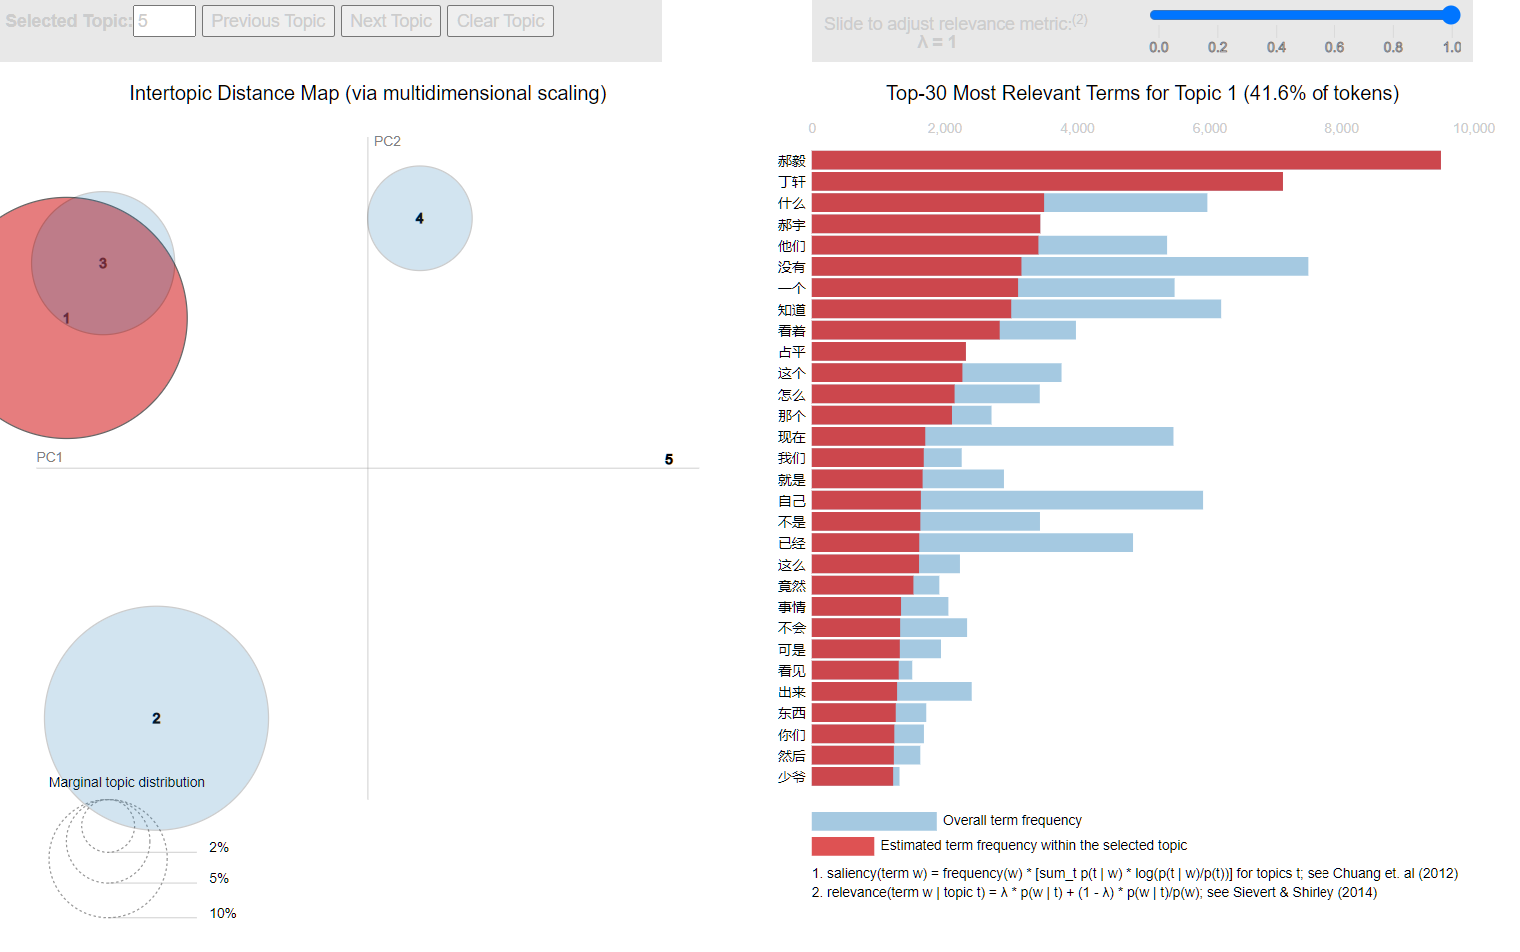 Selected Topic: 5 Previous Topic Next Topic Clear Topic
Slide to adjust relevance metric:(2)
λ = 1
0.0 0.2 0.4 0.6 0.8 1.0
Intertopic Distance Map (via multidimensional scaling)
PC2
4
3
1
PC1
5
2
Marginal topic distribution
2%
5%
10%
Top-30 Most Relevant Terms for Topic 1 (41.6% of tokens)
0 2,000 4,000 6,000 8,000 10,000
郝毅
丁轩
什么
郝宇
他们
没有
一个
知道
看着
占平
这个
怎么
那个
现在
我们
就是
自己
不是
已经
这么
竟然
事情
不会
可是
看见
出来
东西
你们
然后
少爷
Overall term frequency
Estimated term frequency within the selected topic
1. saliency(term w) = frequency(w) * [sum_t p(t | w) * log(p(t | w)/p(t))] for topics t; see Chuang et. al (2012)
2. relevance(term w | topic t) = λ * p(w | t) + (1 - λ) * p(w | t)/p(w); see Sievert & Shirley (2014)